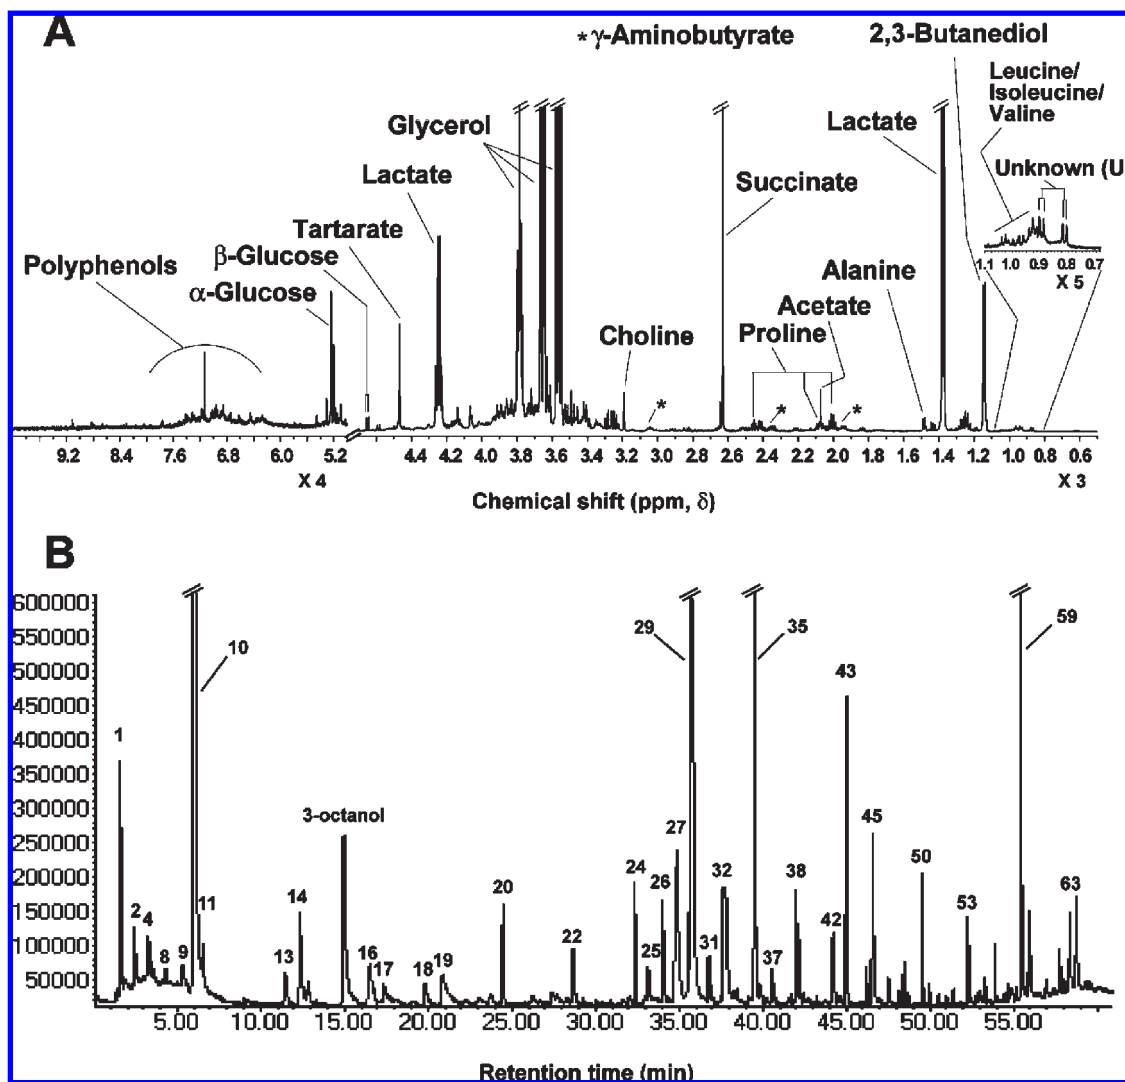 A
*γ-Aminobutyrate
2,3-Butanediol
Leucine/
Isoleucine/
Valine
Glycerol
Lactate
Unknown (U
Lactate
Succinate
Tartarate
β-Glucose
Polyphenols
α-Glucose
1.1 1.0 0.9 0.8 0.7
X 5
Alanine
Acetate
Choline
Proline
* * *
9.2 8.4 7.6 6.8 6.0 5.2 4.4 4.2 4.0 3.8 3.6 3.4 3.2 3.0 2.8 2.6 2.4 2.2 2.0 1.8 1.6 1.4 1.2 1.0 0.8 0.6
X 4
X 3
Chemical shift (ppm, δ)
B
600000
550000
500000
450000
400000
350000
300000
250000
200000
150000
100000
50000
1
2
4
8
9
10
11
13
14
3-octanol
16
17
18
19
20
22
24
25
26
27
29
31
32
35
37
38
42
43
45
50
53
59
63
5.00 10.00 15.00 20.00 25.00 30.00 35.00 40.00 45.00 50.00 55.00
Retention time (min)